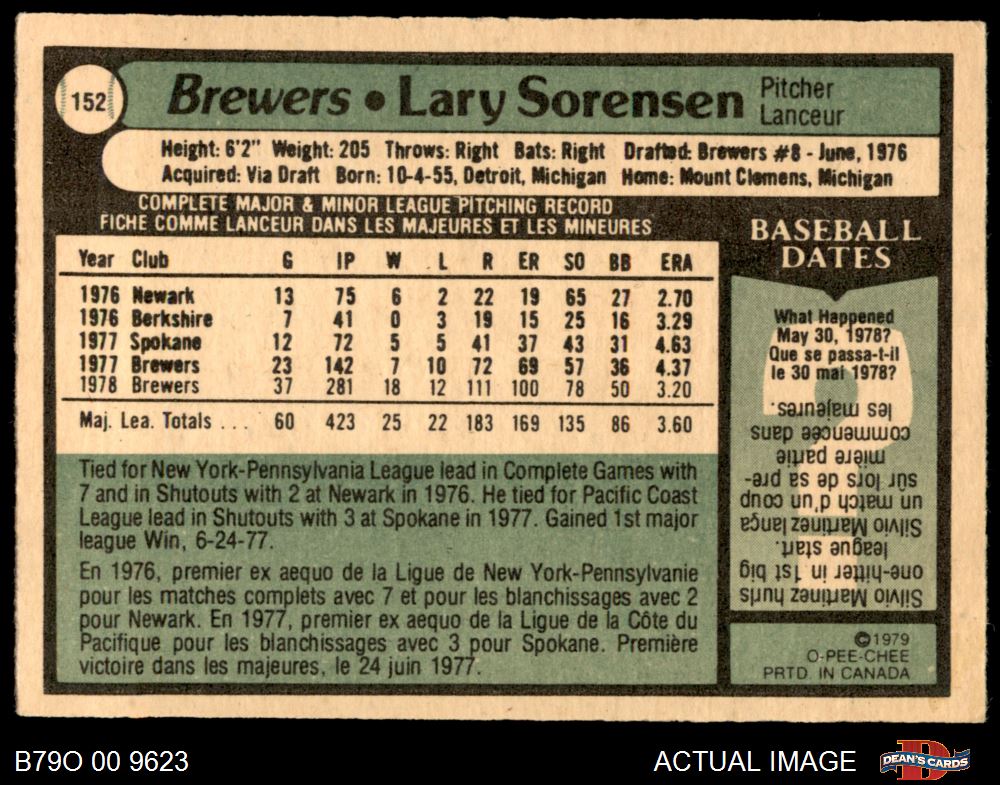 152
Brewers • Lary Sorensen
Pitcher
Lanceur
Height: 6'2" Weight: 205 Throws: Right Bats: Right Drafted: Brewers #8 - June, 1976
Acquired: Via Draft Born: 10-4-55, Detroit, Michigan Home: Mount Clemens, Michigan
COMPLETE MAJOR & MINOR LEAGUE PITCHING RECORD
FICHE COMME LANCEUR DANS LES MAJEURES ET LES MINEURES
Year Club G IP W L R ER SO BB ERA
1976 Newark 13 75 6 2 22 19 65 27 2.70
1976 Berkshire 7 41 0 3 19 15 25 16 3.29
1977 Spokane 12 72 5 5 41 37 43 31 4.63
1977 Brewers 23 142 7 10 72 69 57 36 4.37
1978 Brewers 37 281 18 12 111 100 78 50 3.20
Maj. Lea. Totals ... 60 423 25 22 183 169 135 86 3.60
Tied for New York-Pennsylvania League lead in Complete Games with
7 and in Shutouts with 2 at Newark in 1976. He tied for Pacific Coast
League lead in Shutouts with 3 at Spokane in 1977. Gained 1st major
league Win, 6-24-77.
En 1976, premier ex aequo de la Ligue de New York-Pennsylvanie
pour les matches complets avec 7 et pour les blanchissages avec 2
pour Newark. En 1977, premier ex aequo de la Ligue de la Côte du
Pacifique pour les blanchissages avec 3 pour Spokane. Première
victoire dans les majeures, le 24 juin 1977.
BASEBALL
DATES
What Happened
May 30, 1978?
Que se passa-t-il
le 30 mai 1978?
Silvio Martinez hurls
one-hitter in 1st big
league start.
Silvio Martinez lança
un match d'un coup
sûr lors de sa pre-
mière partie
commencée dans
les majeures.
©1979
O-PEE-CHEE
PRTD. IN CANADA
B79O 00 9623
ACTUAL IMAGE
D
DEAN'S CARDS